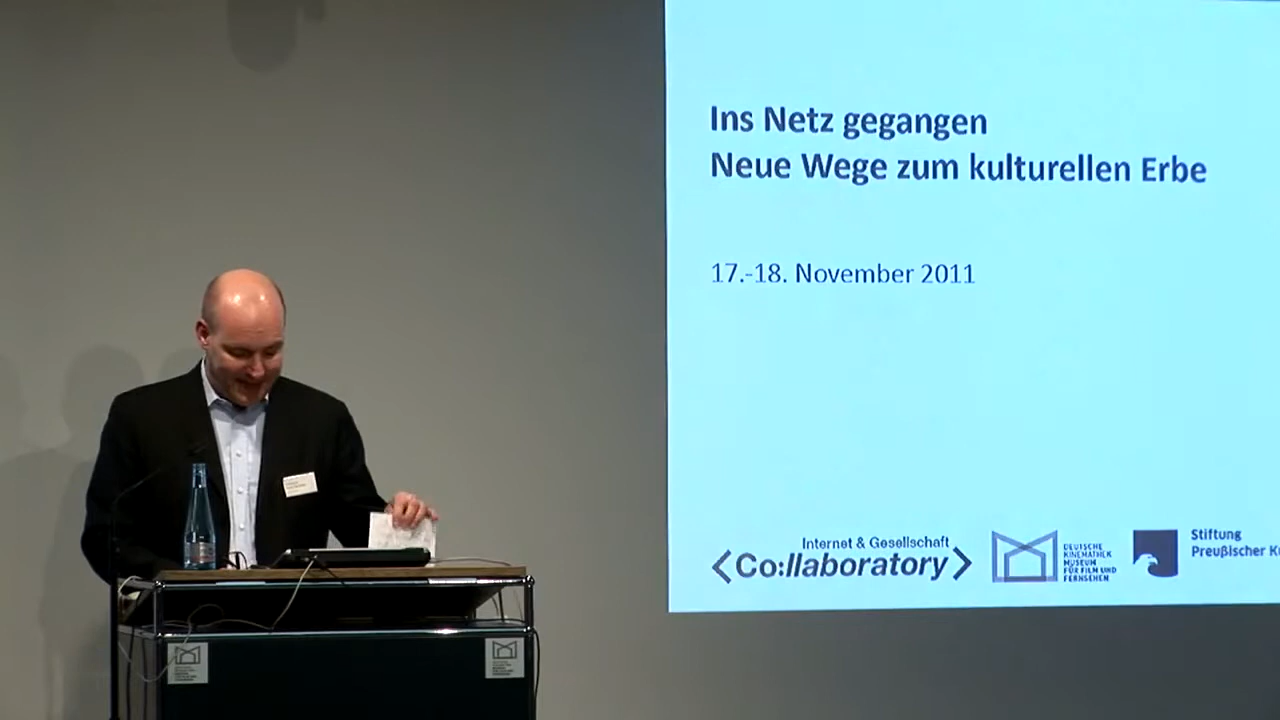 Ins Netz gegangen
Neue Wege zum kulturellen Erbe
17.-18. November 2011
Internet & Gesellschaft
<Co:llaboratory>
DEUTSCHE
KINEMATHEK
MUSEUM
FÜR FILM UND
FERNSEHEN
Stiftung
Preußischer Ku